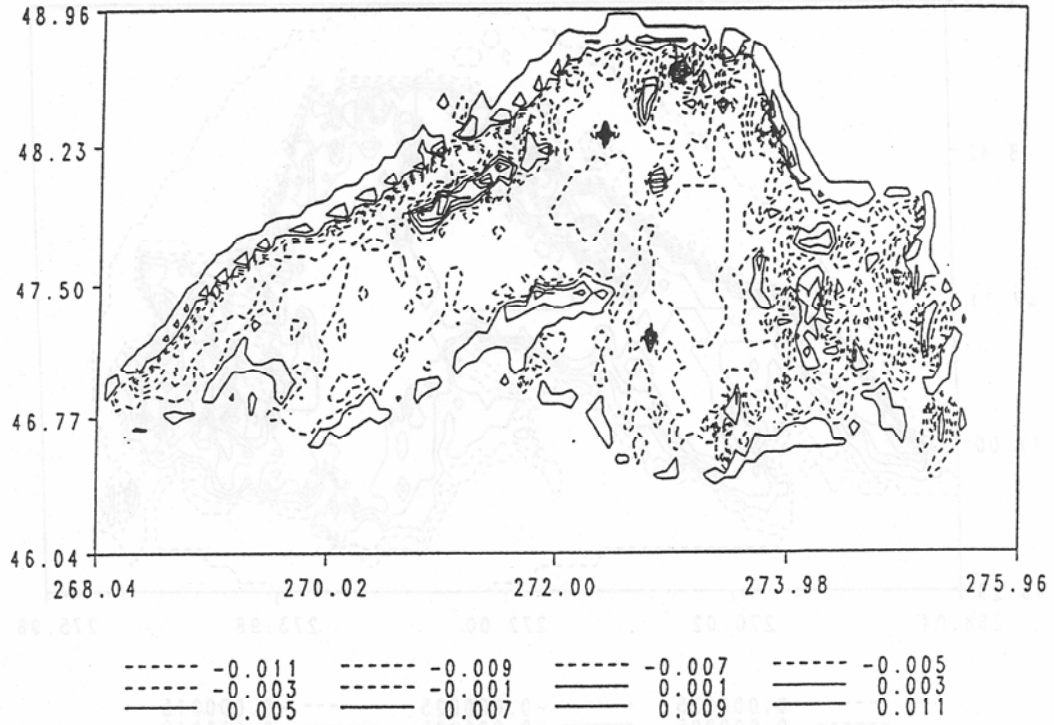 48.96
48.23
47.50
46.77
46.04
268.04 270.02 272.00 273.98 275.96
------ -0.011 ------ -0.009 ------ -0.007 ------ -0.005
------ -0.003 ------ -0.001 —— 0.001 —— 0.003
—— 0.005 —— 0.007 —— 0.009 —— 0.011